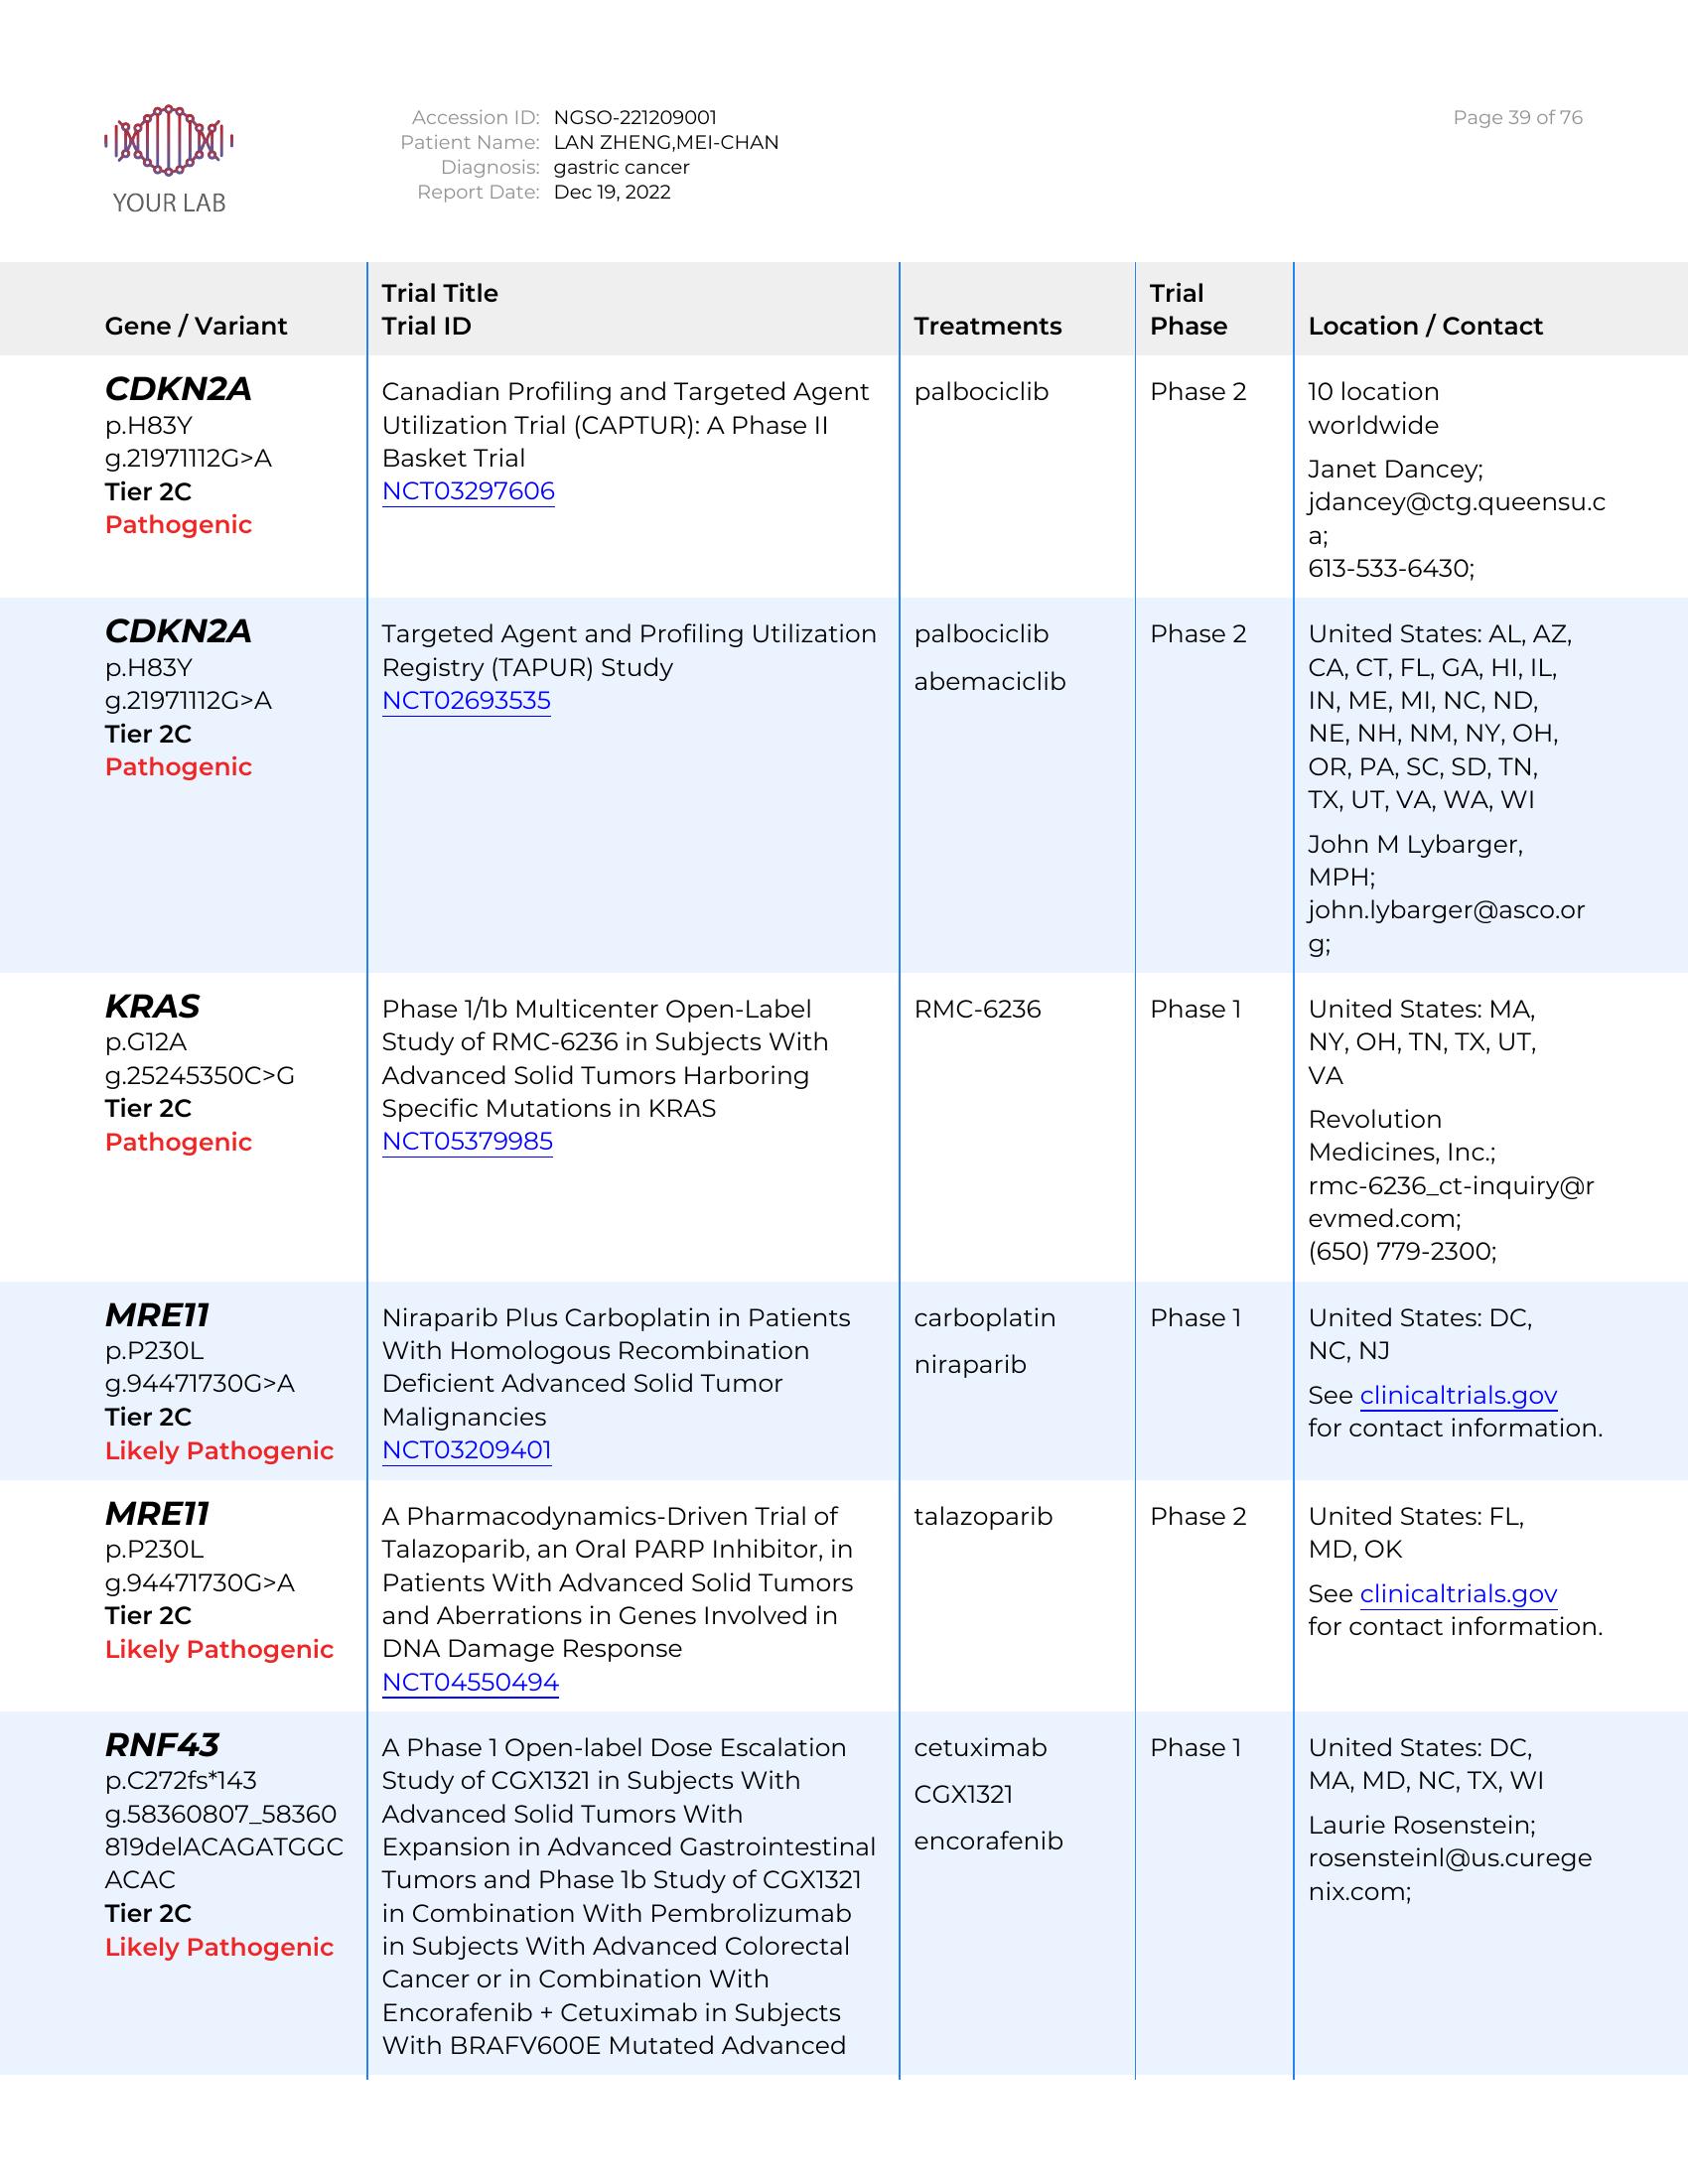 YOUR LAB
Accession ID: NGSO-221209001
Patient Name: LAN ZHENG,MEI-CHAN
Diagnosis: gastric cancer
Report Date: Dec 19, 2022
Page 39 of 76
Gene / Variant
Trial Title
Trial ID
Treatments
Trial
Phase
Location / Contact
CDKN2A
p.H83Y
g.21971112G>A
Tier 2C
Pathogenic
Canadian Profiling and Targeted Agent
Utilization Trial (CAPTUR): A Phase II
Basket Trial
NCT03297606
palbociclib
Phase 2
10 location
worldwide
Janet Dancey;
jdancey@ctg.queensu.c
a;
613-533-6430;
CDKN2A
p.H83Y
g.21971112G>A
Tier 2C
Pathogenic
Targeted Agent and Profiling Utilization
Registry (TAPUR) Study
NCT02693535
palbociclib
abemaciclib
Phase 2
United States: AL, AZ,
CA, CT, FL, GA, HI, IL,
IN, ME, MI, NC, ND,
NE, NH, NM, NY, OH,
OR, PA, SC, SD, TN,
TX, UT, VA, WA, WI
John M Lybarger,
MPH;
john.lybarger@asco.or
g;
KRAS
p.G12A
g.25245350C>G
Tier 2C
Pathogenic
Phase 1/1b Multicenter Open-Label
Study of RMC-6236 in Subjects With
Advanced Solid Tumors Harboring
Specific Mutations in KRAS
NCT05379985
RMC-6236
Phase 1
United States: MA,
NY, OH, TN, TX, UT,
VA
Revolution
Medicines, Inc.;
rmc-6236_ct-inquiry@r
evmed.com;
(650) 779-2300;
MRE11
p.P230L
g.94471730G>A
Tier 2C
Likely Pathogenic
Niraparib Plus Carboplatin in Patients
With Homologous Recombination
Deficient Advanced Solid Tumor
Malignancies
NCT03209401
carboplatin
niraparib
Phase 1
United States: DC,
NC, NJ
See clinicaltrials.gov
for contact information.
MRE11
p.P230L
g.94471730G>A
Tier 2C
Likely Pathogenic
A Pharmacodynamics-Driven Trial of
Talazoparib, an Oral PARP Inhibitor, in
Patients With Advanced Solid Tumors
and Aberrations in Genes Involved in
DNA Damage Response
NCT04550494
talazoparib
Phase 2
United States: FL,
MD, OK
See clinicaltrials.gov
for contact information.
RNF43
p.C272fs*143
g.58360807_58360
819delACAGATGGC
ACAC
Tier 2C
Likely Pathogenic
A Phase 1 Open-label Dose Escalation
Study of CGX1321 in Subjects With
Advanced Solid Tumors With
Expansion in Advanced Gastrointestinal
Tumors and Phase 1b Study of CGX1321
in Combination With Pembrolizumab
in Subjects With Advanced Colorectal
Cancer or in Combination With
Encorafenib + Cetuximab in Subjects
With BRAFV600E Mutated Advanced
cetuximab
CGX1321
encorafenib
Phase 1
United States: DC,
MA, MD, NC, TX, WI
Laurie Rosenstein;
rosensteinl@us.curege
nix.com;